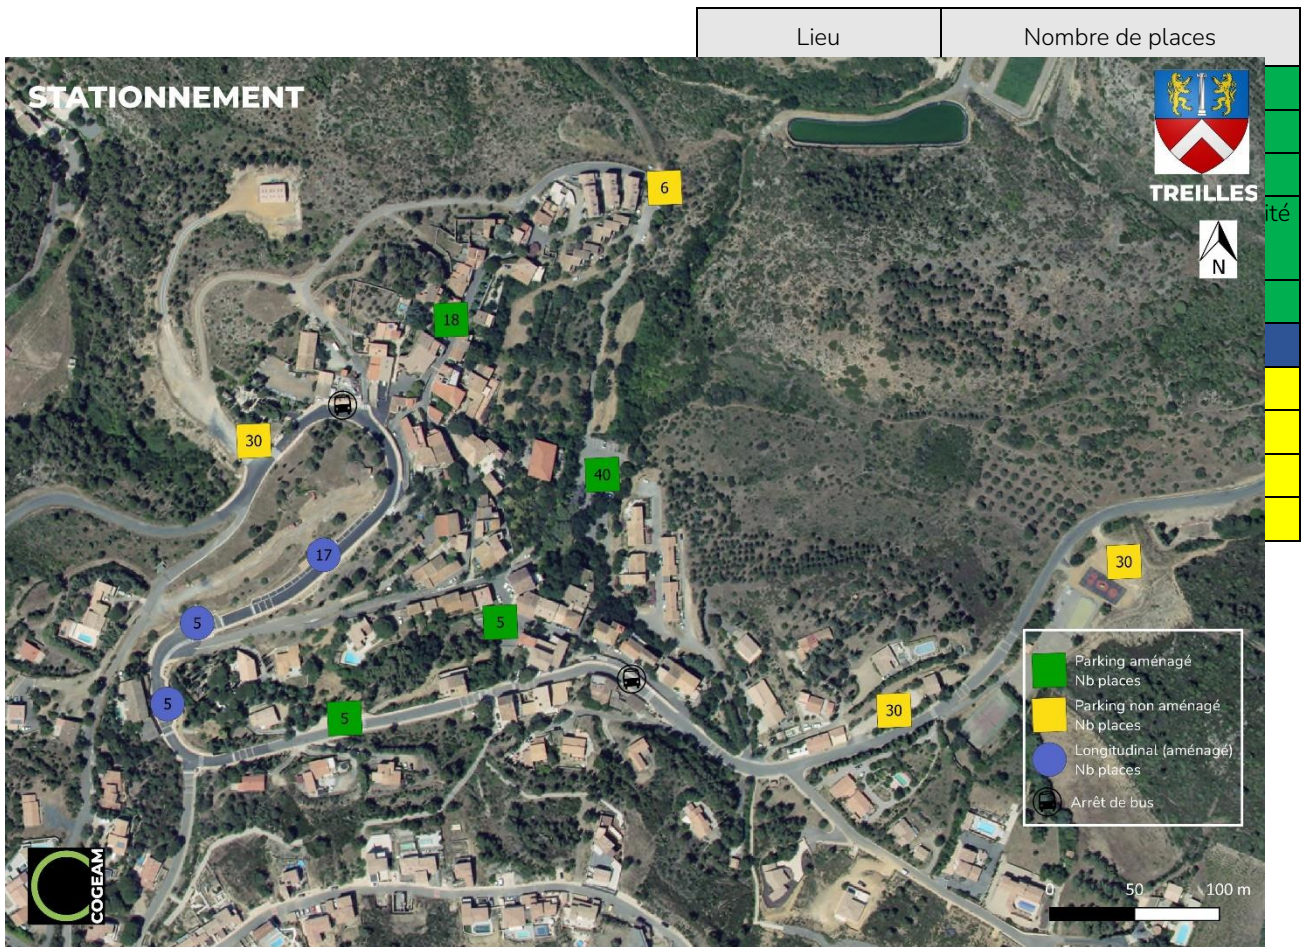 Lieu
Nombre de places
STATIONNEMENT
TREILLES
ité
N
6
18
30
40
17
30
5
5
5
5
30
Parking aménagé
Nb places
Parking non aménagé
Nb places
Longitudinal (aménagé)
Nb places
Arrêt de bus
COGEAM
0 50 100 m